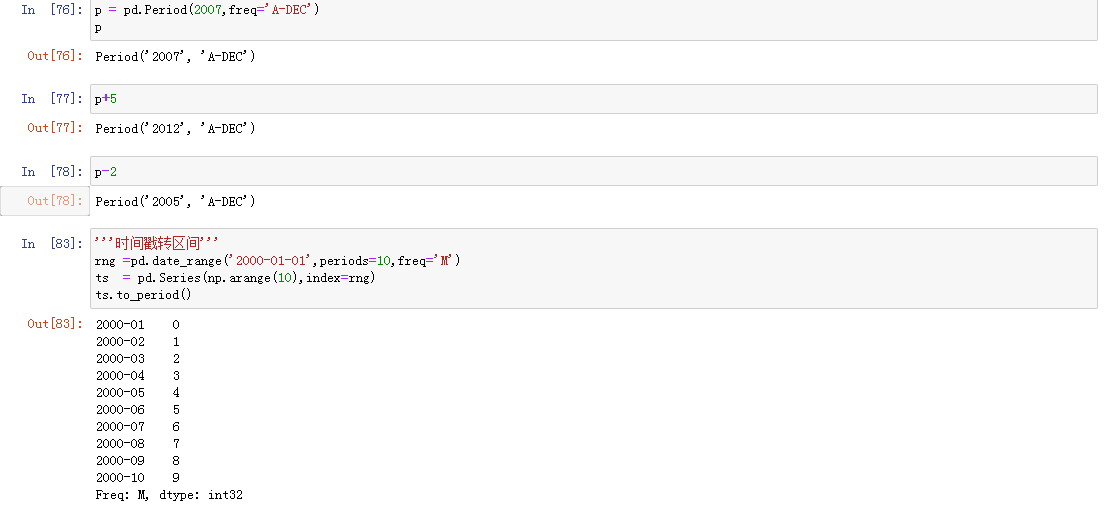 In [76]: p = pd.Period(2007,freq='A-DEC')
p
Out[76]: Period('2007', 'A-DEC')
In [77]: p+5
Out[77]: Period('2012', 'A-DEC')
In [78]: p-2
Out[78]: Period('2005', 'A-DEC')
In [83]: '''时间戳转区间'''
rng =pd.date_range('2000-01-01',periods=10,freq='M')
ts  = pd.Series(np.arange(10),index=rng)
ts.to_period()
Out[83]: 2000-01    0
2000-02    1
2000-03    2
2000-04    3
2000-05    4
2000-06    5
2000-07    6
2000-08    7
2000-09    8
2000-10    9
Freq: M, dtype: int32